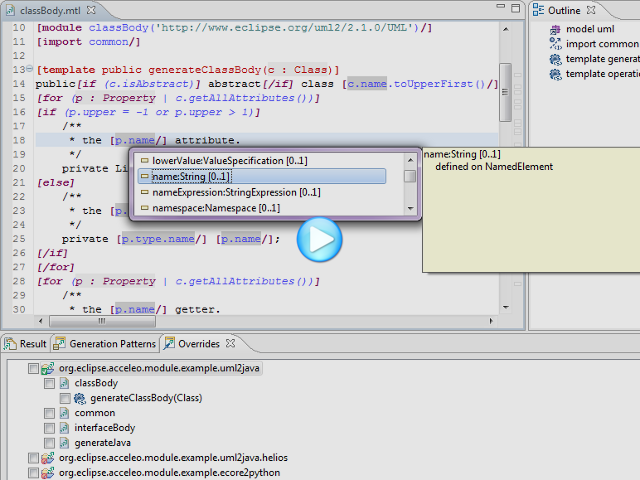 classBody.mtl
10 [module classBody('http://www.eclipse.org/uml2/2.1.0/UML')/]
11 [import common/]
12
13 [template public generateClassBody(c : Class)]
14 public[if (c.isAbstract)] abstract[/if] class [c.name.toUpperFirst()/]
15 [for (p : Property | c.getAllAttributes())]
16 [if (p.upper = -1 or p.upper > 1)]
17 /**
18 * the [p.name/] attribute.
19 */
20 private Li
21 [else]
22 /**
23 * the [p.
24 */
25 private [p.type.name/] [p.name/];
26 [/if]
27 [/for]
28 [for (p : Property | c.getAllAttributes())]
29 /**
30 * the [p.name/] getter.
lowerValue:ValueSpecification [0..1]
name:String [0..1]
nameExpression:StringExpression [0..1]
namespace:Namespace [0..1]
name:String [0..1]
defined on NamedElement
Outline
module uml
import common
template genera
template operatio
Result
Generation Patterns
Overrides
org.eclipse.acceleo.module.example.uml2java
classBody
generateClassBody(Class)
common
interfaceBody
generateJava
org.eclipse.acceleo.module.example.uml2java.helios
org.eclipse.acceleo.module.example.ecore2python